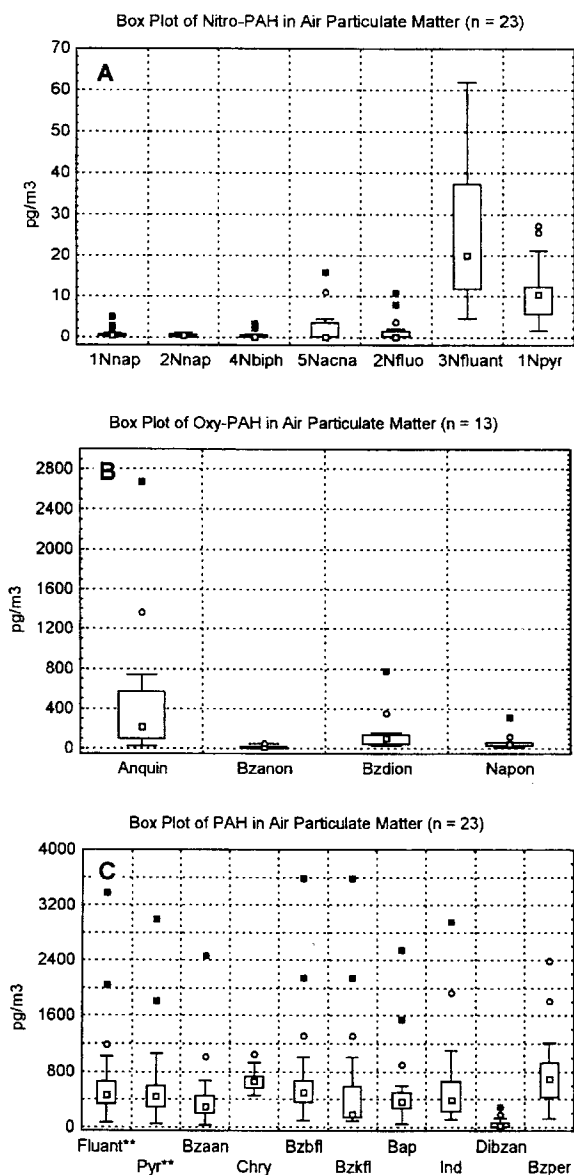 Box Plot of Nitro-PAH in Air Particulate Matter (n = 23)
A
pg/m3
70
60
50
40
30
20
10
0
1Nnap 2Nnap 4Nbiph 5Nacna 2Nfluo 3Nfluant 1Npyr
Box Plot of Oxy-PAH in Air Particulate Matter (n = 13)
B
pg/m3
2800
2400
2000
1600
1200
800
400
0
Anquin Bzanon Bzdion Napon
Box Plot of PAH in Air Particulate Matter (n = 23)
C
pg/m3
4000
3200
2400
1600
800
0
Fluant** Bzaan Bzbfl Bap Dibzan
Pyr** Chry Bzkfl Ind Bzper